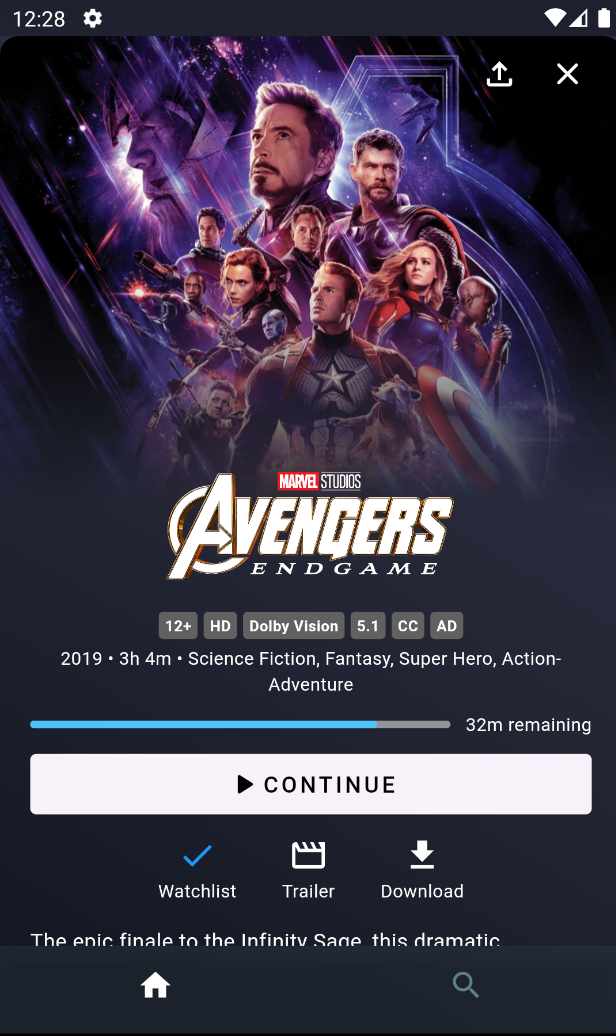 12:28
MARVEL STUDIOS
AVENGERS
ENDGAME
12+ HD Dolby Vision 5.1 CC AD
2019 • 3h 4m • Science Fiction, Fantasy, Super Hero, Action-
Adventure
32m remaining
CONTINUE
Watchlist Trailer Download
The epic finale to the Infinity Saga, this dramatic